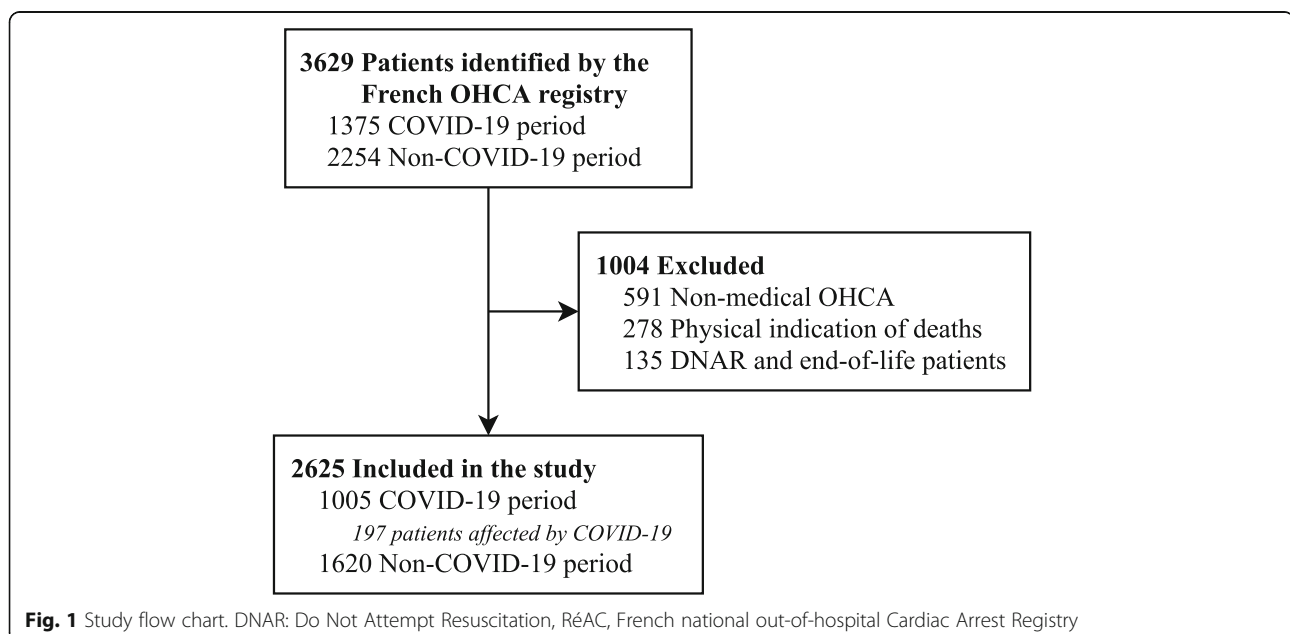 3629 Patients identified by the
French OHCA registry
1375 COVID-19 period
2254 Non-COVID-19 period
1004 Excluded
591 Non-medical OHCA
278 Physical indication of deaths
135 DNAR and end-of-life patients
2625 Included in the study
1005 COVID-19 period
197 patients affected by COVID-19
1620 Non-COVID-19 period
Fig. 1 Study flow chart. DNAR: Do Not Attempt Resuscitation, RéAC, French national out-of-hospital Cardiac Arrest Registry